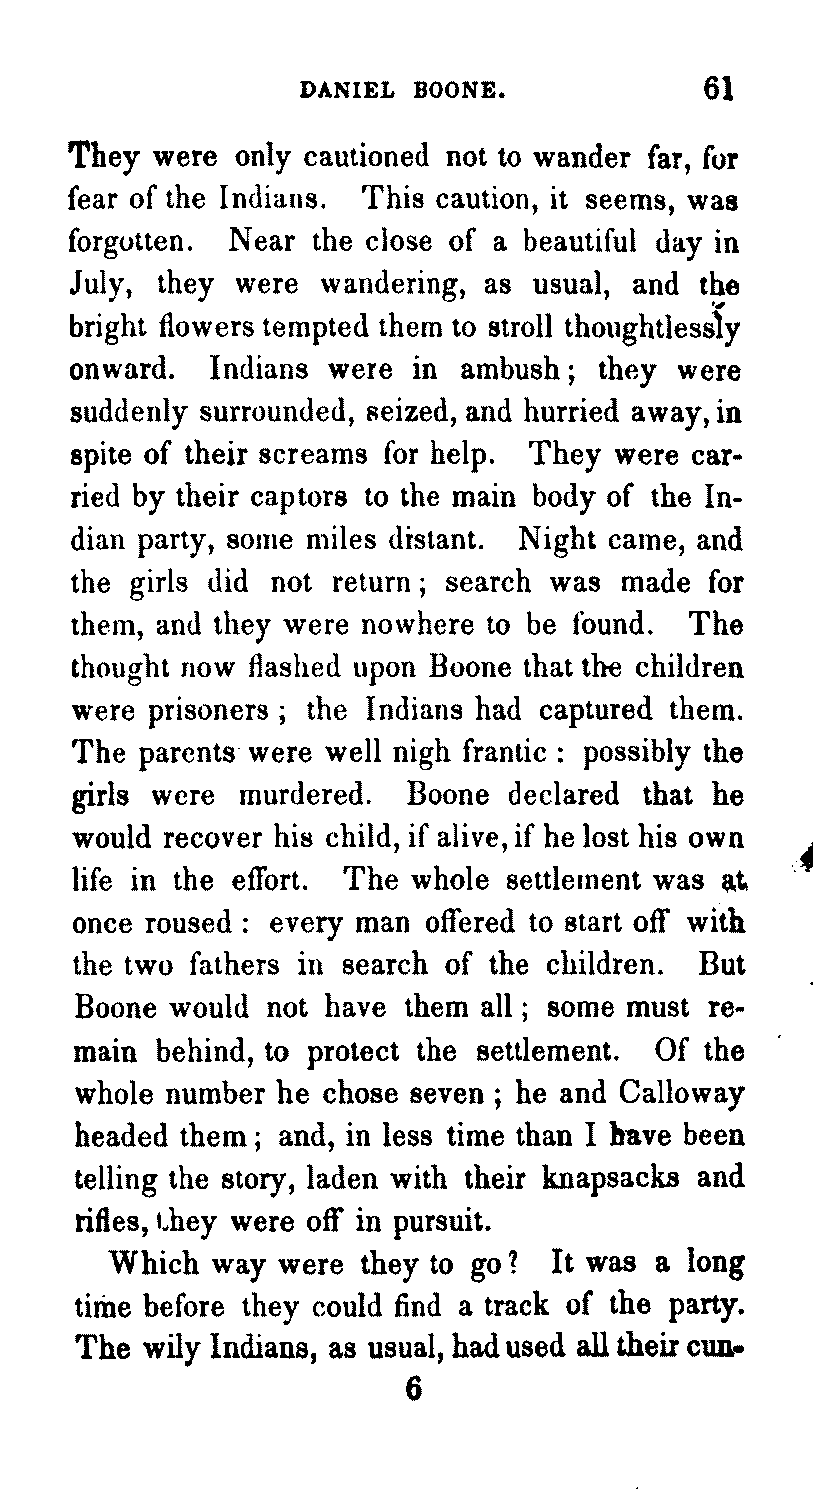 DANIEL BOONE. 61
They were only cautioned not to wander far, for
fear of the Indians. This caution, it seems, was
forgotten. Near the close of a beautiful day in
July, they were wandering, as usual, and the
bright flowers tempted them to stroll thoughtlessly
onward. Indians were in ambush; they were
suddenly surrounded, seized, and hurried away, in
spite of their screams for help. They were car-
ried by their captors to the main body of the In-
dian party, some miles distant. Night came, and
the girls did not return; search was made for
them, and they were nowhere to be found. The
thought now flashed upon Boone that the children
were prisoners; the Indians had captured them.
The parents were well nigh frantic: possibly the
girls were murdered. Boone declared that he
would recover his child, if alive, if he lost his own
life in the effort. The whole settlement was at
once roused: every man offered to start off with
the two fathers in search of the children. But
Boone would not have them all; some must re-
main behind, to protect the settlement. Of the
whole number he chose seven; he and Calloway
headed them; and, in less time than I have been
telling the story, laden with their knapsacks and
rifles, they were off in pursuit.
Which way were they to go? It was a long
time before they could find a track of the party.
The wily Indians, as usual, had used all their cun-
6